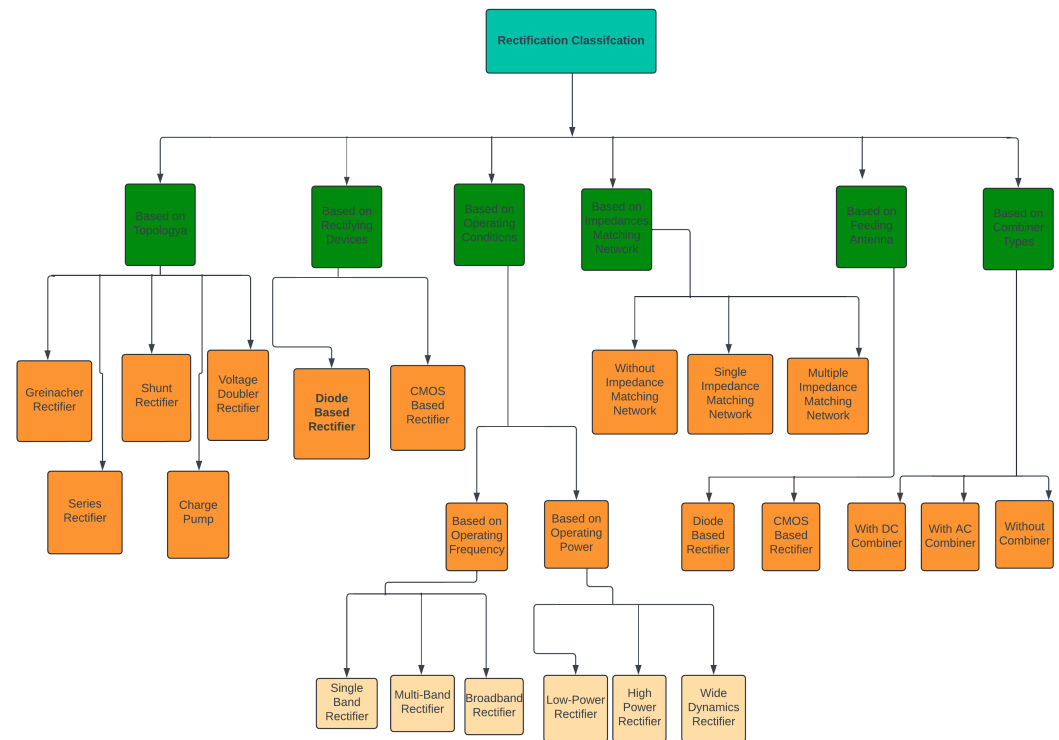 Rectification Classifcation
Based on
Topologya
Based on
Rectifying
Devices
Based on
Operating
Conditions
Based on
Impedances
Matching
Network
Based on
Feeding
Antenna
Based on
Combiner
Types
Greinacher
Rectifier
Shunt
Rectifier
Voltage
Doubler
Rectifier
Diode
Based
Rectifier
CMOS
Based
Rectifier
Without
Impedance
Matching
Network
Single
Impedance
Matching
Network
Multiple
Impedance
Matching
Network
Series
Rectifier
Charge
Pump
Based on
Operating
Frequency
Based on
Operating
Power
Diode
Based
Rectifier
CMOS
Based
Rectifier
With DC
Combiner
With AC
Combiner
Without
Combiner
Single
Band
Rectifier
Multi-Band
Rectifier
Broadband
Rectifier
Low-Power
Rectifier
High
Power
Rectifier
Wide
Dynamics
Rectifier